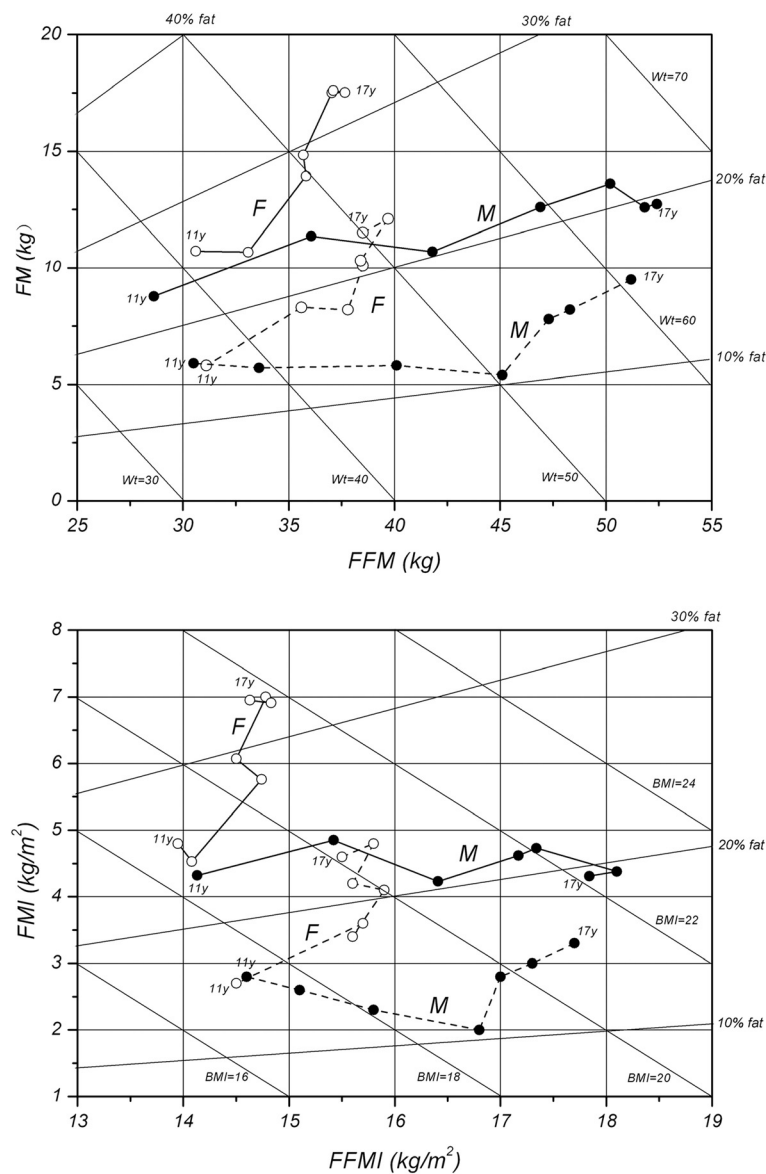 40% fat
30% fat
20
Wt=70
17y
15
20% fat
F
M
17y
11y
17y
FM (kg)
10
11y
F
17y
M
Wt=60
10% fat
11y
11y
5
Wt=30
Wt=40
Wt=50
0
25
30
35
40
45
50
55
FFM (kg)
30% fat
8
17y
7
F
6
BMI=24
5
11y
M
20% fat
17y
11y
17y
FMI (kg/m²)
4
F
17y
BMI=22
3
11y
11y
M
2
10% fat
BMI=16
BMI=18
BMI=20
1
13
14
15
16
17
18
19
FFMI (kg/m²)